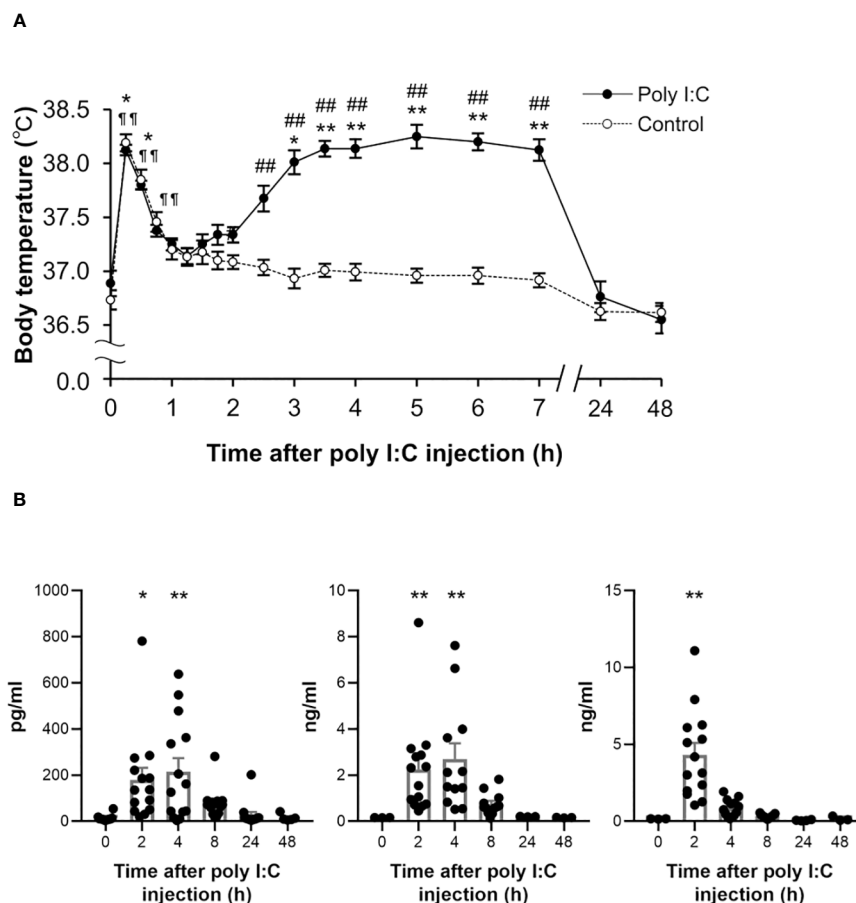 A
Body temperature (°C)
38.5
38.0
37.5
37.0
36.5
0.0
* ¶¶
* ¶¶
¶¶
##
## *
## **
## **
## **
## **
## **
Poly I:C
Control
0 1 2 3 4 5 6 7 24 48
Time after poly I:C injection (h)
B
pg/ml
1000
800
600
400
200
0
* **
0 2 4 8 24 48
Time after poly I:C
injection (h)
ng/ml
10
8
6
4
2
0
** **
0 2 4 8 24 48
Time after poly I:C
injection (h)
ng/ml
15
10
5
0
**
0 2 4 8 24 48
Time after poly I:C
injection (h)